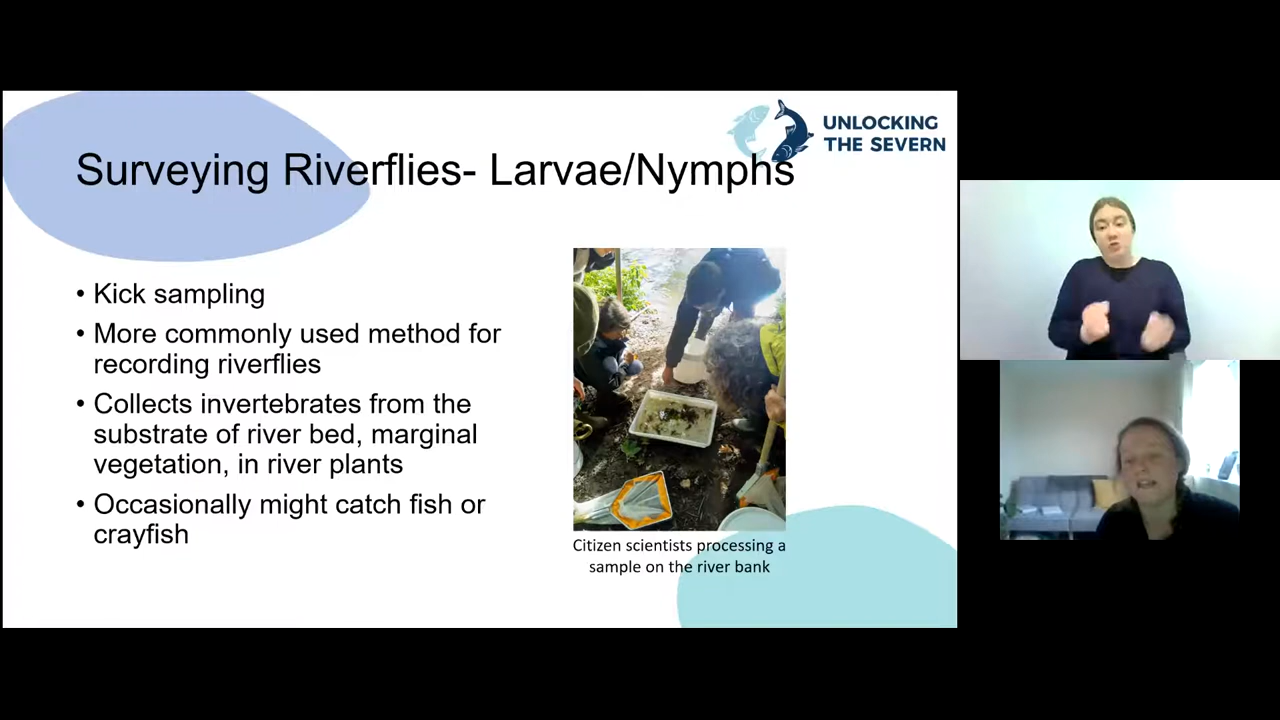 UNLOCKING
THE SEVERN
Surveying Riverflies- Larvae/Nymphs
• Kick sampling
• More commonly used method for
recording riverflies
• Collects invertebrates from the
substrate of river bed, marginal
vegetation, in river plants
• Occasionally might catch fish or
crayfish
Citizen scientists processing a
sample on the river bank